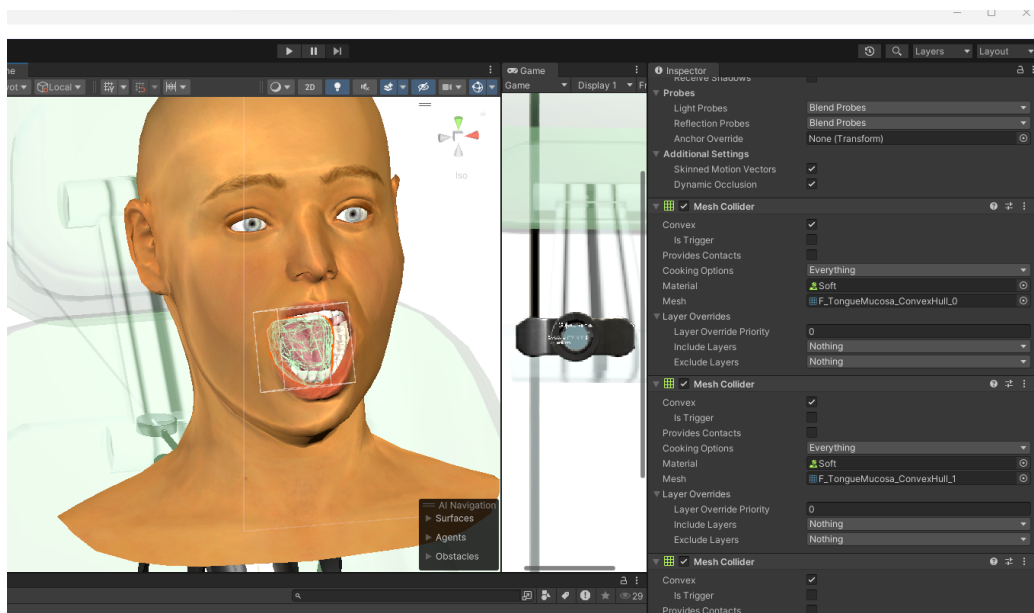 Layers
Layout
ne
Game
Inspector
vot
Local
2D
Game
Display 1
Fr
Receive Shadows
Probes
Light Probes
Blend Probes
Reflection Probes
Blend Probes
Anchor Override
None (Transform)
Iso
Additional Settings
Skinned Motion Vectors
Dynamic Occlusion
Mesh Collider
Convex
Is Trigger
Provides Contacts
Cooking Options
Everything
Material
Soft
Mesh
F_TongueMucosa_ConvexHull_0
Layer Overrides
Layer Override Priority
0
Include Layers
Nothing
Exclude Layers
Nothing
Mesh Collider
Convex
Is Trigger
Provides Contacts
Cooking Options
Everything
Material
Soft
Mesh
F_TongueMucosa_ConvexHull_1
Layer Overrides
Layer Override Priority
0
Include Layers
Nothing
Exclude Layers
Nothing
AI Navigation
Surfaces
Agents
Obstacles
Mesh Collider
Convex
Is Trigger
Provides Contacts
29